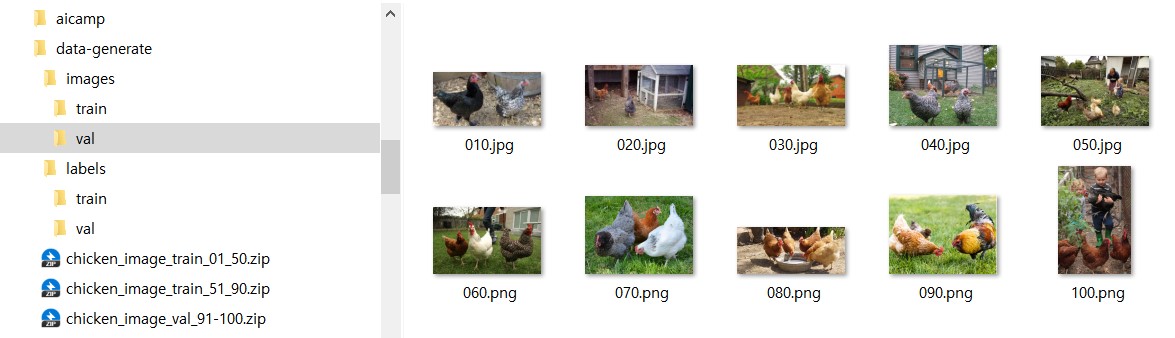 aicamp
data-generate
images
train
val
labels
train
val
chicken_image_train_01_50.zip
chicken_image_train_51_90.zip
chicken_image_val_91-100.zip
010.jpg
020.jpg
030.jpg
040.jpg
050.jpg
060.png
070.png
080.png
090.png
100.png